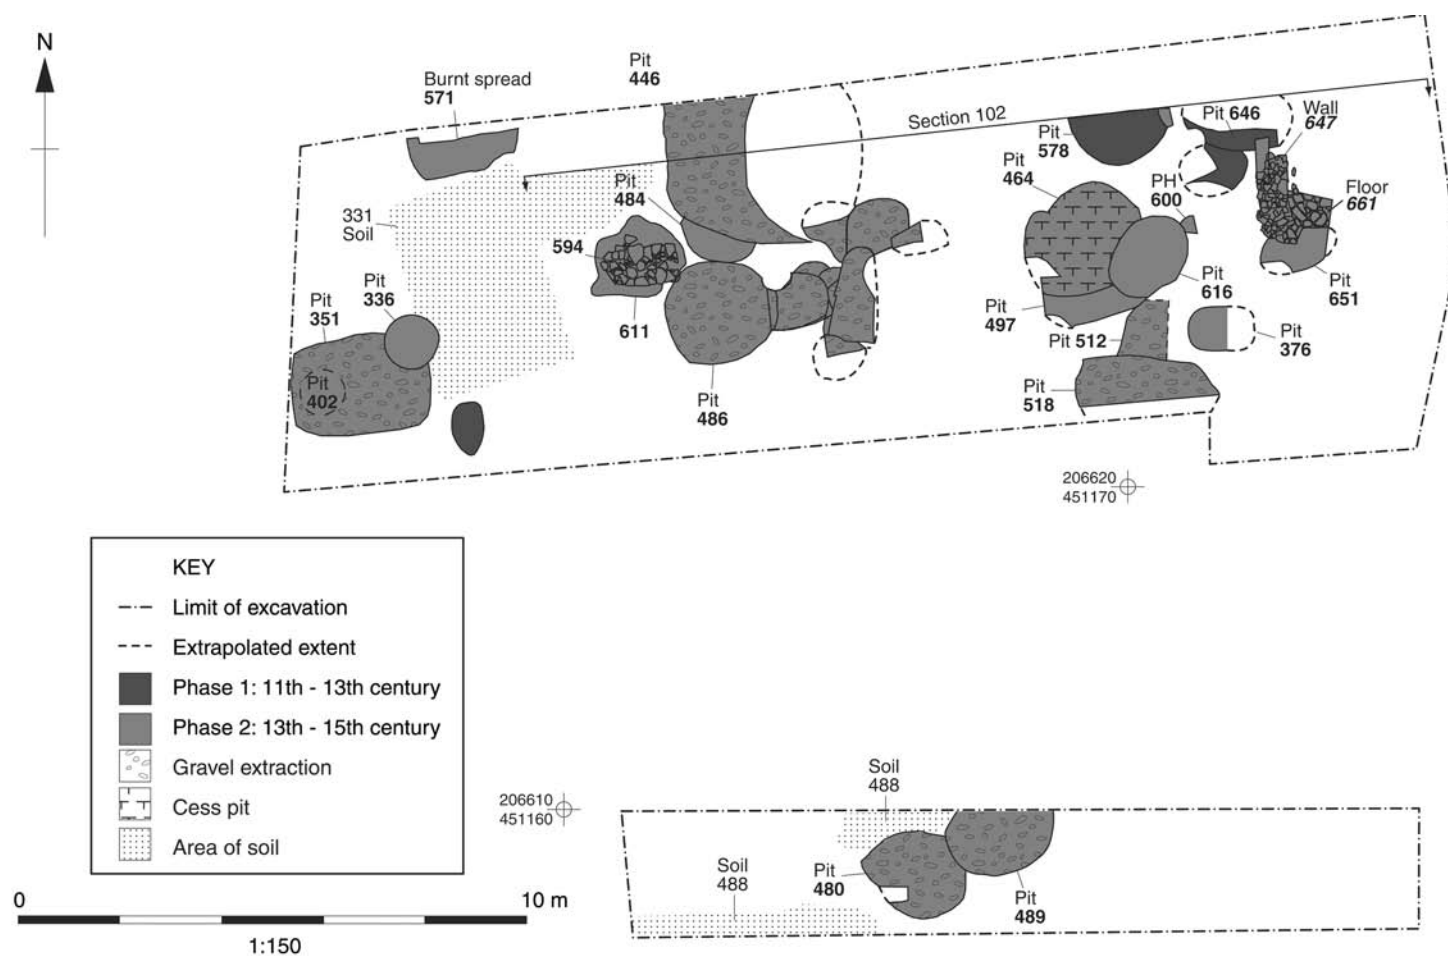 N
Pit
446
Burnt spread
571
Section 102
Pit 646
Wall
647
Pit
578
Pit
464
PH
600
Floor
661
Pit
484
331
Soil
594
Pit
336
Pit
351
Pit
616
Pit
651
Pit
497
611
Pit 512
Pit
376
Pit
402
Pit
486
Pit
518
206620
451170
KEY
Limit of excavation
Extrapolated extent
Phase 1: 11th - 13th century
Phase 2: 13th - 15th century
Gravel extraction
Cess pit
Area of soil
206610
451160
Soil
488
Soil
488
Pit
480
Pit
489
0
10 m
1:150